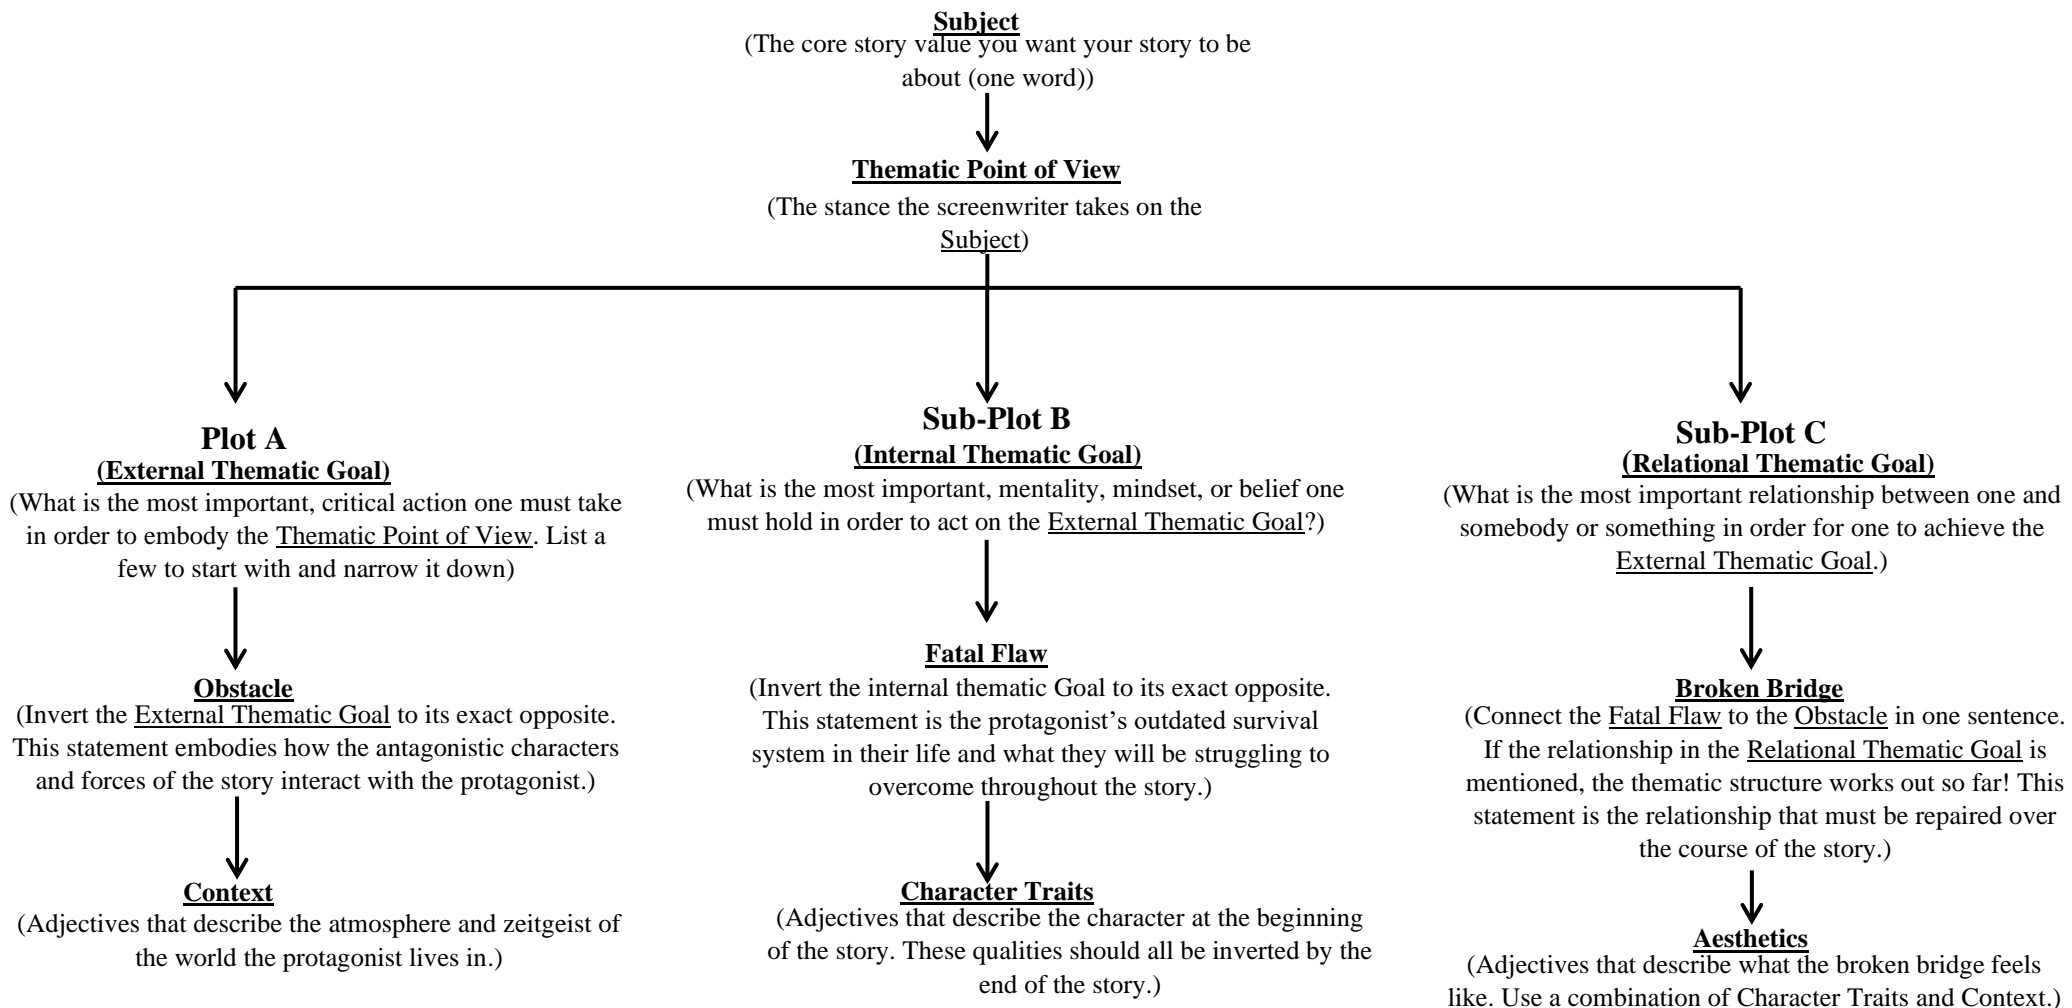 Subject
(The core story value you want your story to be
about (one word))
Thematic Point of View
(The stance the screenwriter takes on the
Subject)
Plot A
(External Thematic Goal)
(What is the most important, critical action one must take
in order to embody the Thematic Point of View. List a
few to start with and narrow it down)
Obstacle
(Invert the External Thematic Goal to its exact opposite.
This statement embodies how the antagonistic characters
and forces of the story interact with the protagonist.)
Context
(Adjectives that describe the atmosphere and zeitgeist of
the world the protagonist lives in.)
Sub-Plot B
(Internal Thematic Goal)
(What is the most important, mentality, mindset, or belief one
must hold in order to act on the External Thematic Goal?)
Fatal Flaw
(Invert the internal thematic Goal to its exact opposite.
This statement is the protagonist’s outdated survival
system in their life and what they will be struggling to
overcome throughout the story.)
Character Traits
(Adjectives that describe the character at the beginning
of the story. These qualities should all be inverted by the
end of the story.)
Sub-Plot C
(Relational Thematic Goal)
(What is the most important relationship between one and
somebody or something in order for one to achieve the
External Thematic Goal.)
Broken Bridge
(Connect the Fatal Flaw to the Obstacle in one sentence.
If the relationship in the Relational Thematic Goal is
mentioned, the thematic structure works out so far! This
statement is the relationship that must be repaired over
the course of the story.)
Aesthetics
(Adjectives that describe what the broken bridge feels
like. Use a combination of Character Traits and Context.)